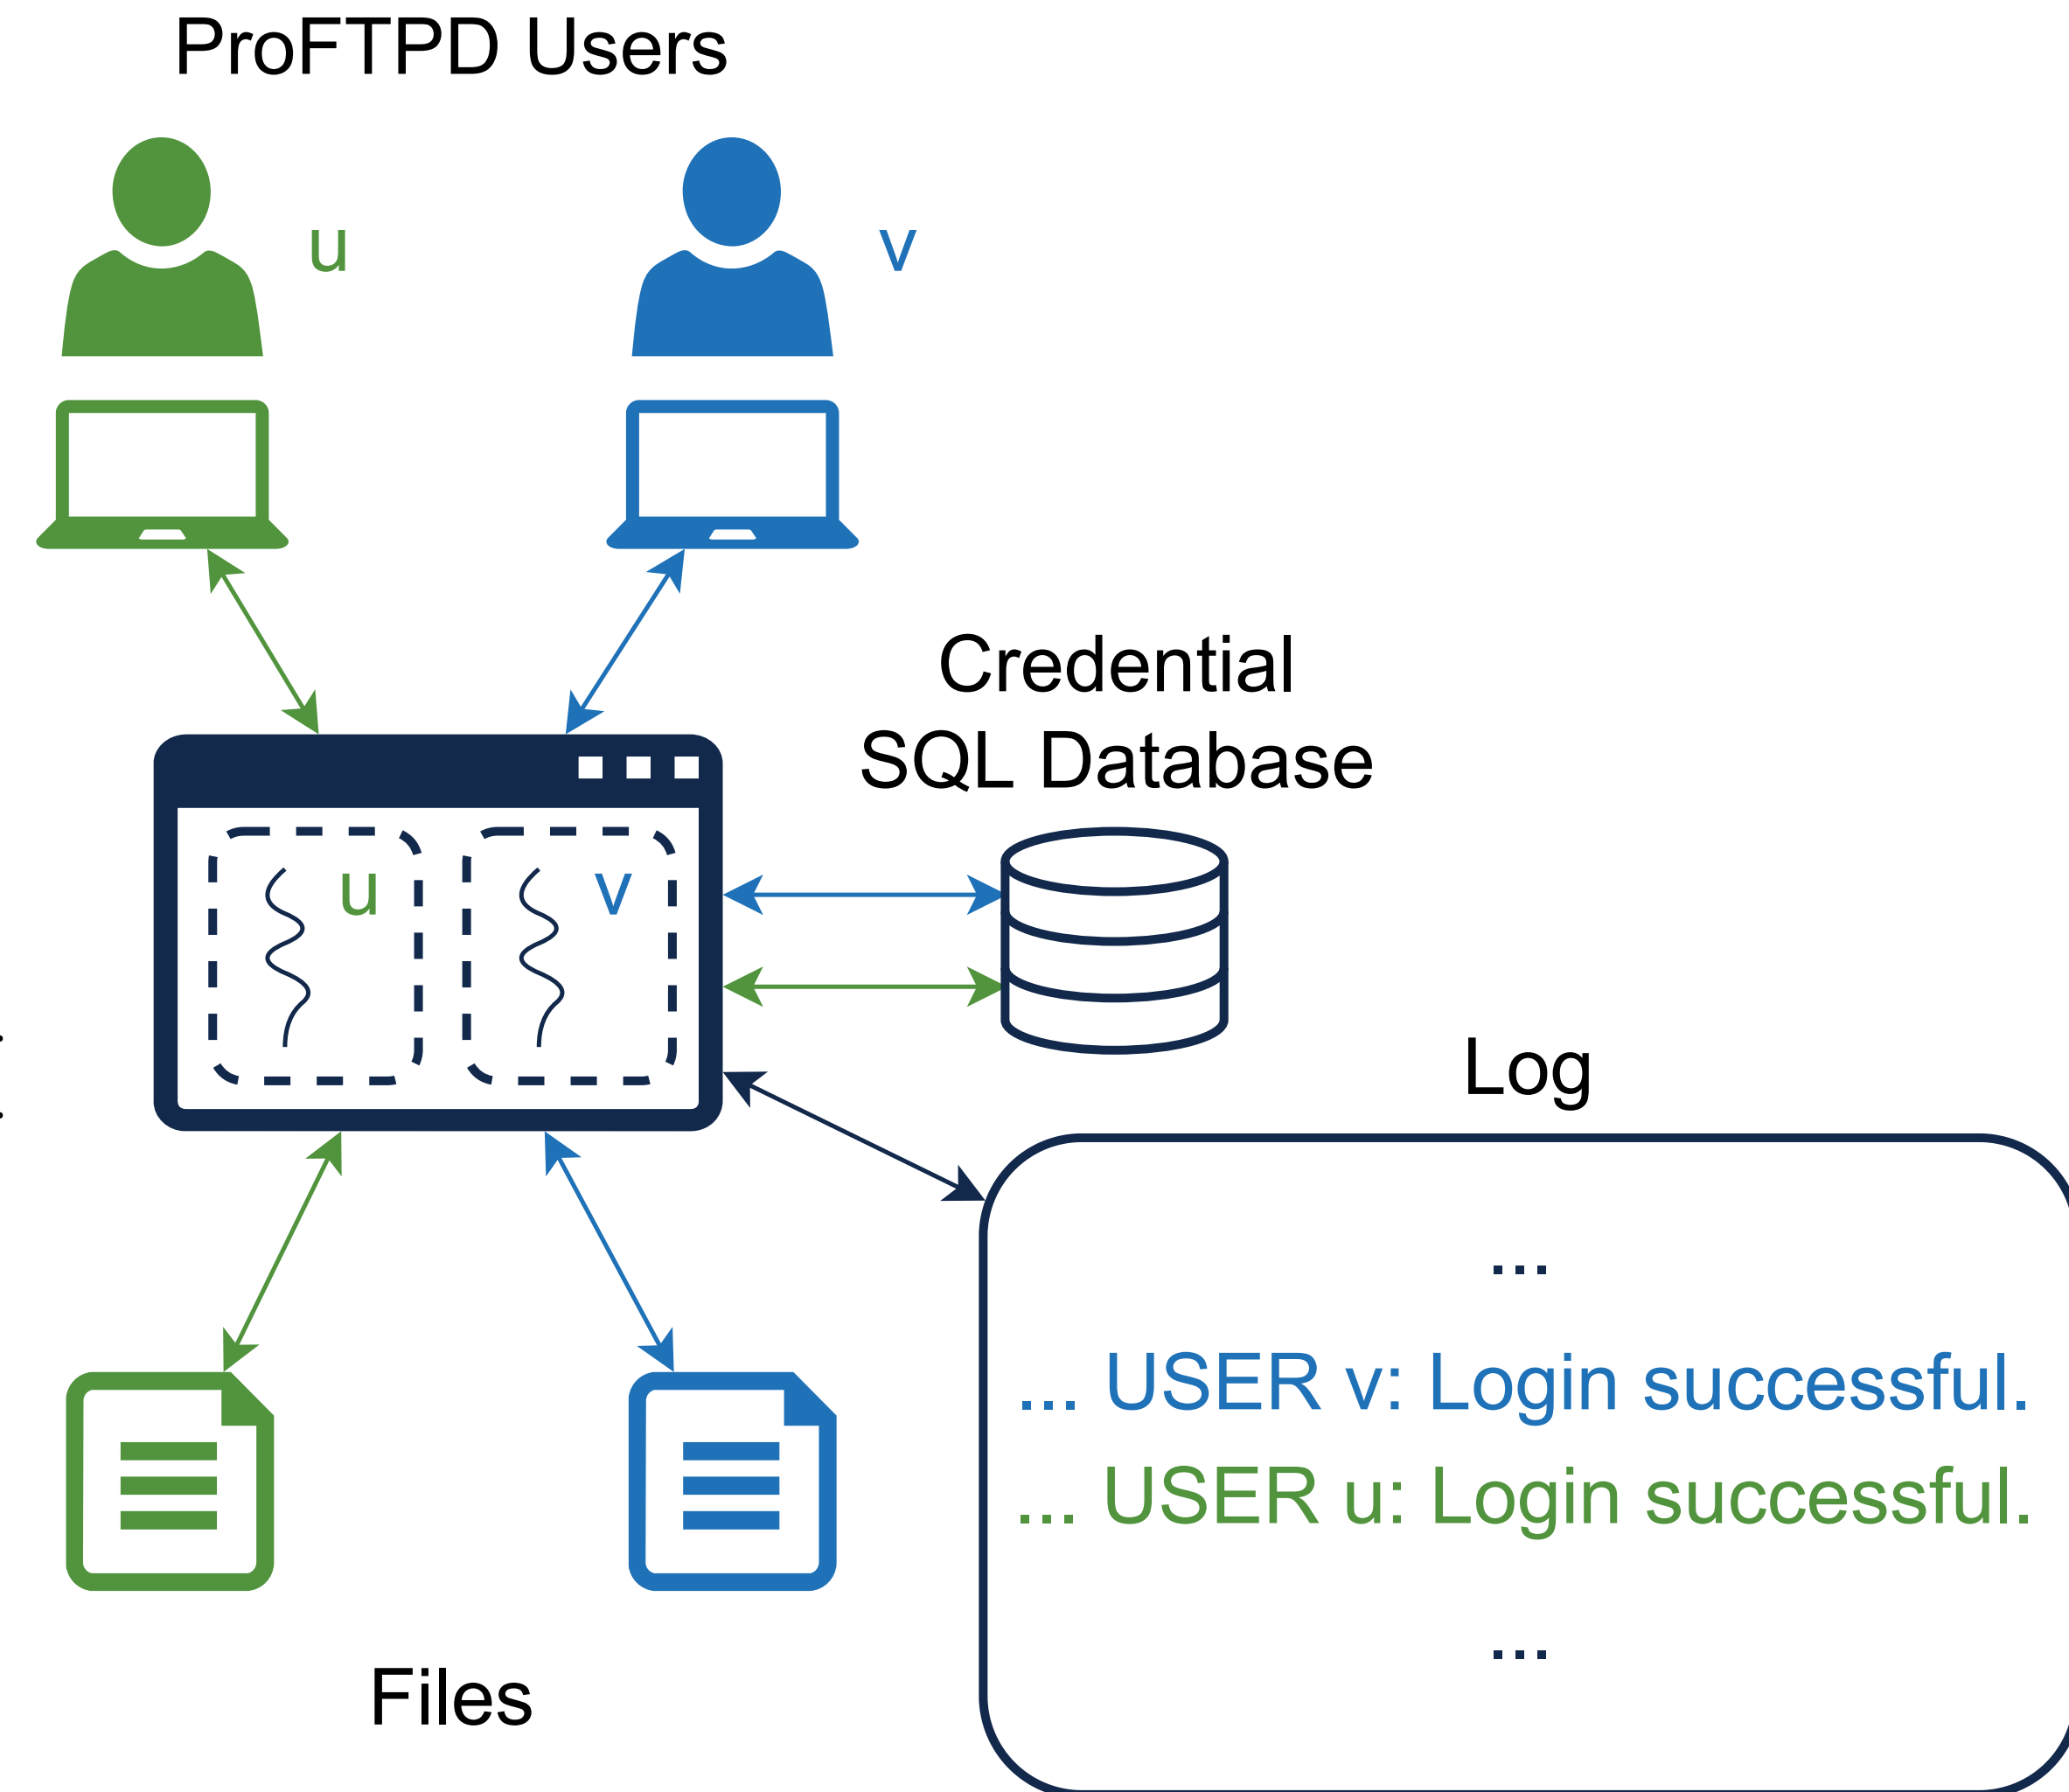 ProFTPD Users
u
v
Credential
SQL Database
u
v
Log
...
... USER v: Login successful.
... USER u: Login successful.
...
Files